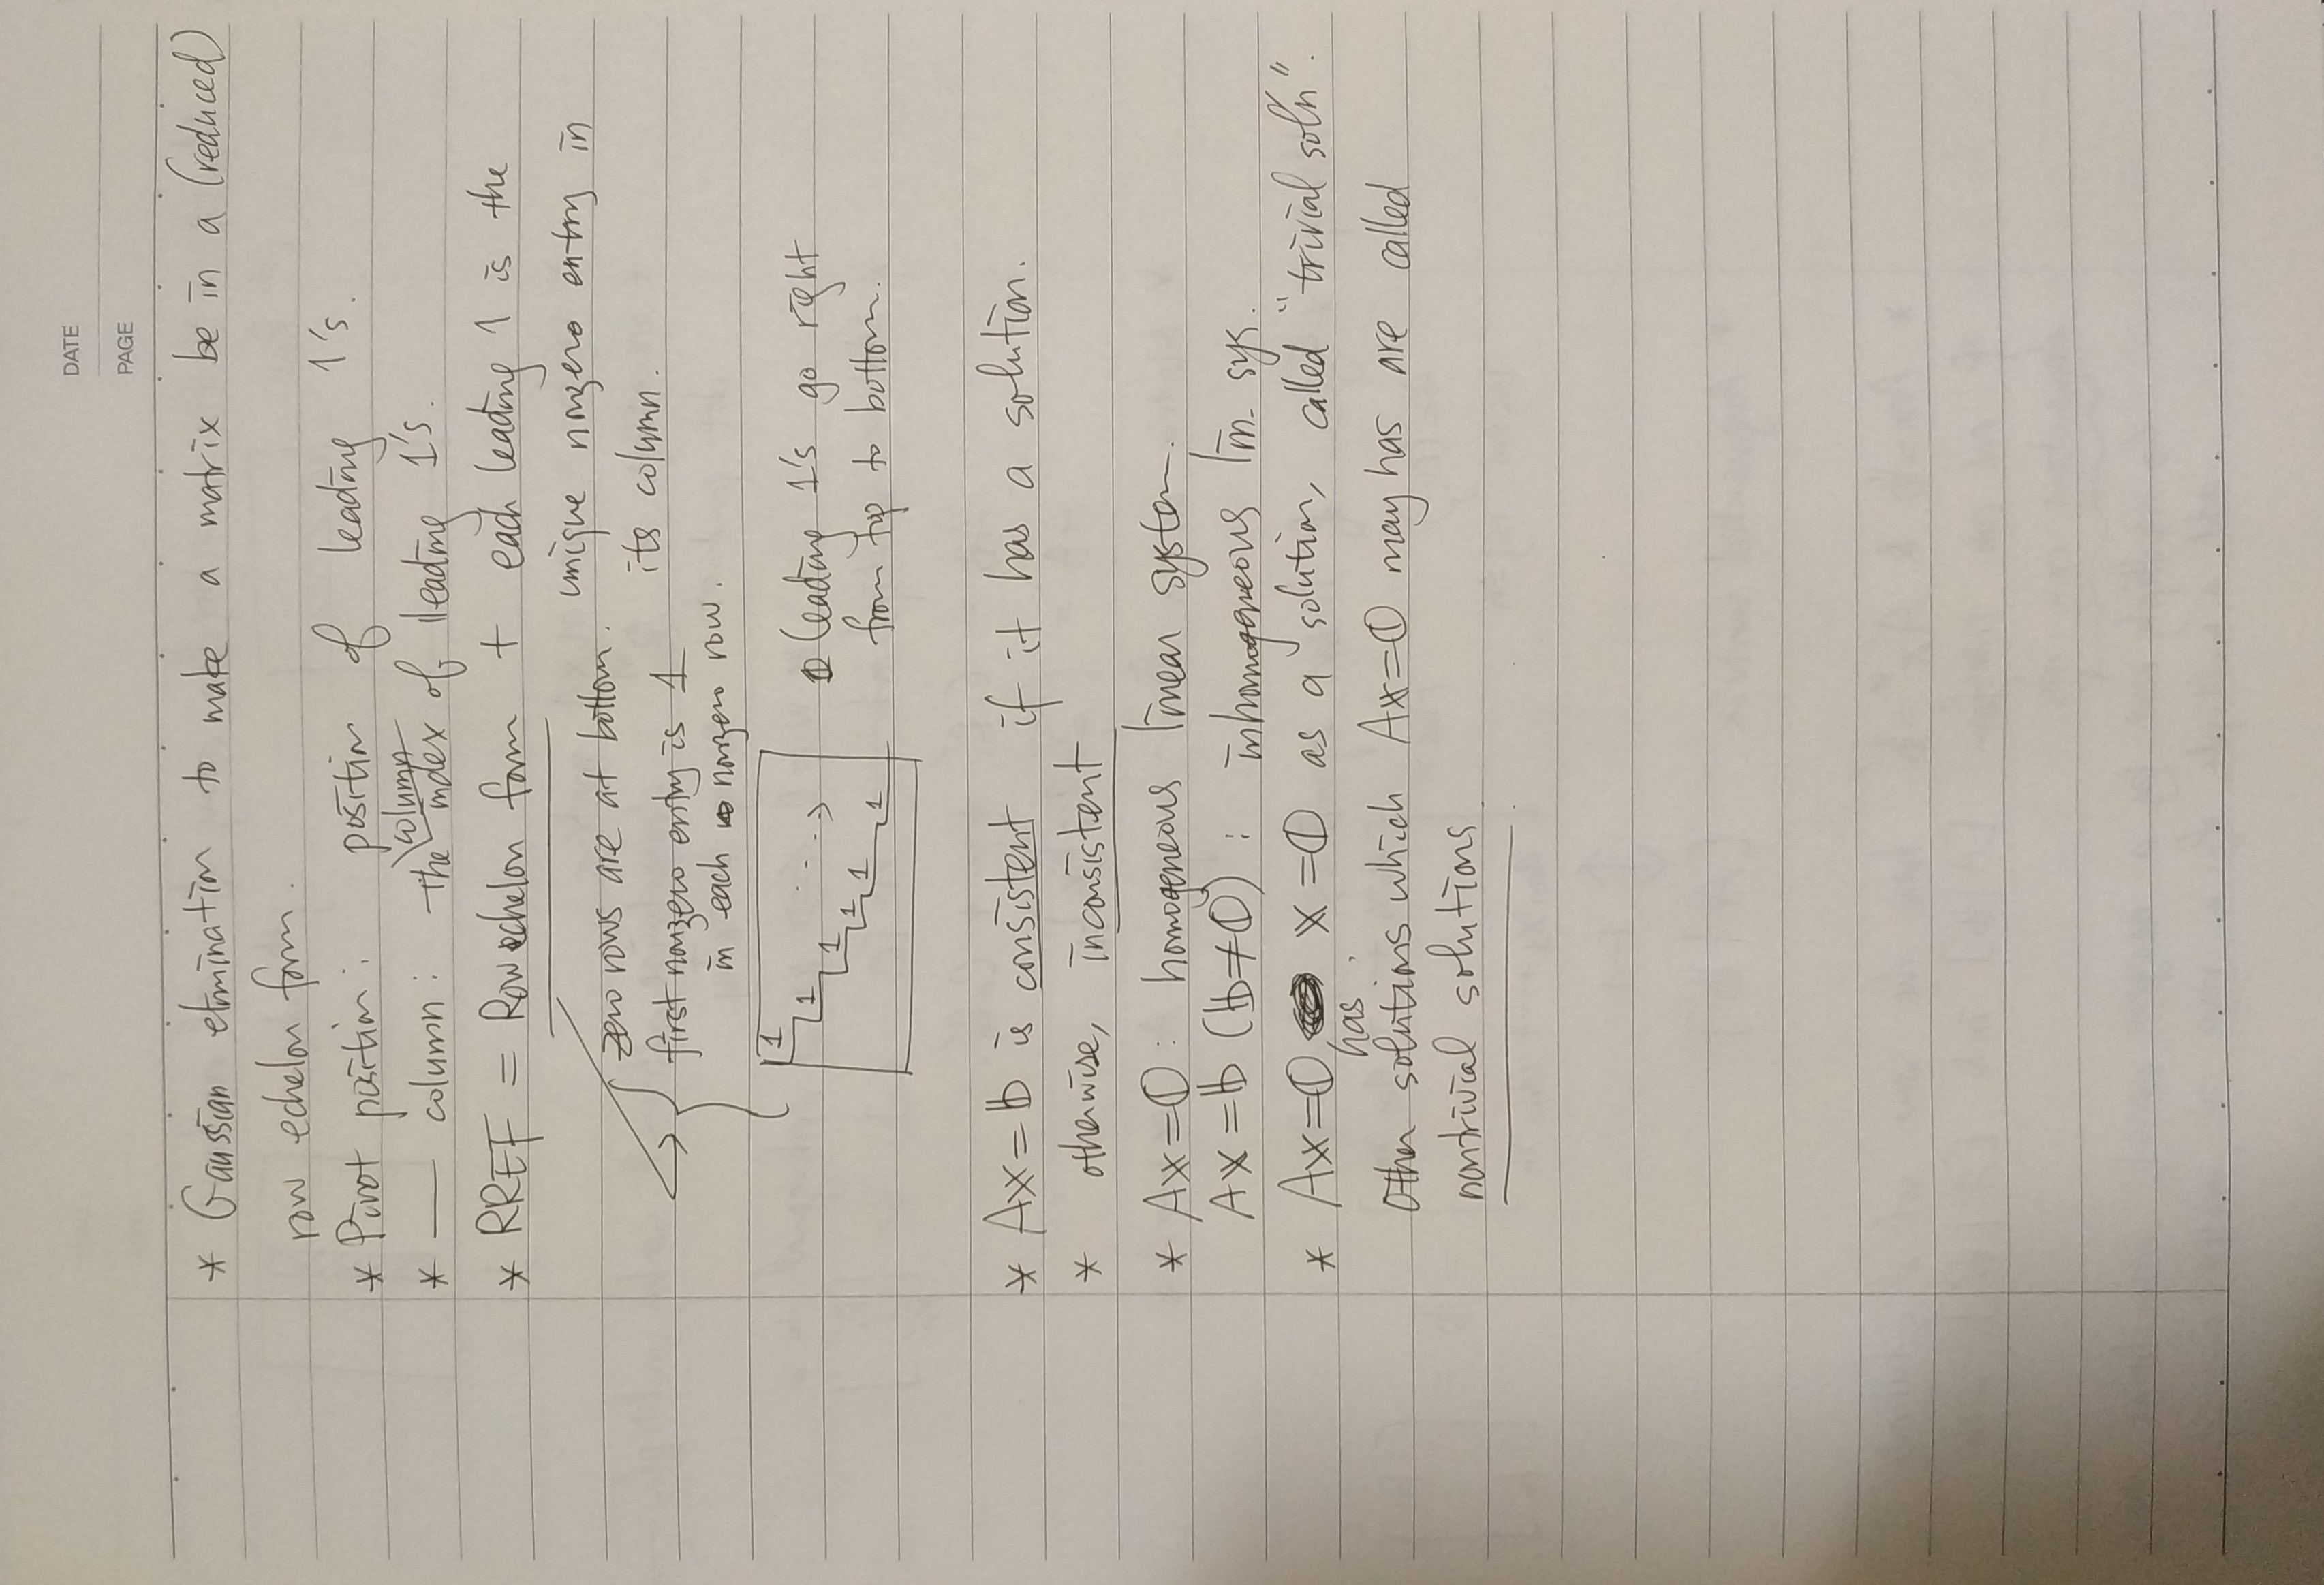 DATE
PAGE
* Gaussian elimination to make a matrix be in a (reduced)
row echelon form.
* Pivot position : position of leading 1's.
* — column : the column index of leading 1's.
* RREF = Row echelon form + each leading 1 is the
unique nonzero entry in
its column.
zero rows are at bottom.
first nonzero entry is 1
in each nonzero row.
1
1
1
1
1
1
leading 1's go right
from top to bottom.
* Ax = b is consistent if it has a solution.
* otherwise, inconsistent
* Ax = 0 : homogeneous linear system.
Ax = b (b ≠ 0) : inhomogeneous lin. sys.
* Ax = 0 has x = 0 as a solution, called "trivial sol'n".
Other solutions which Ax = 0 may has are called
nontrivial solutions.